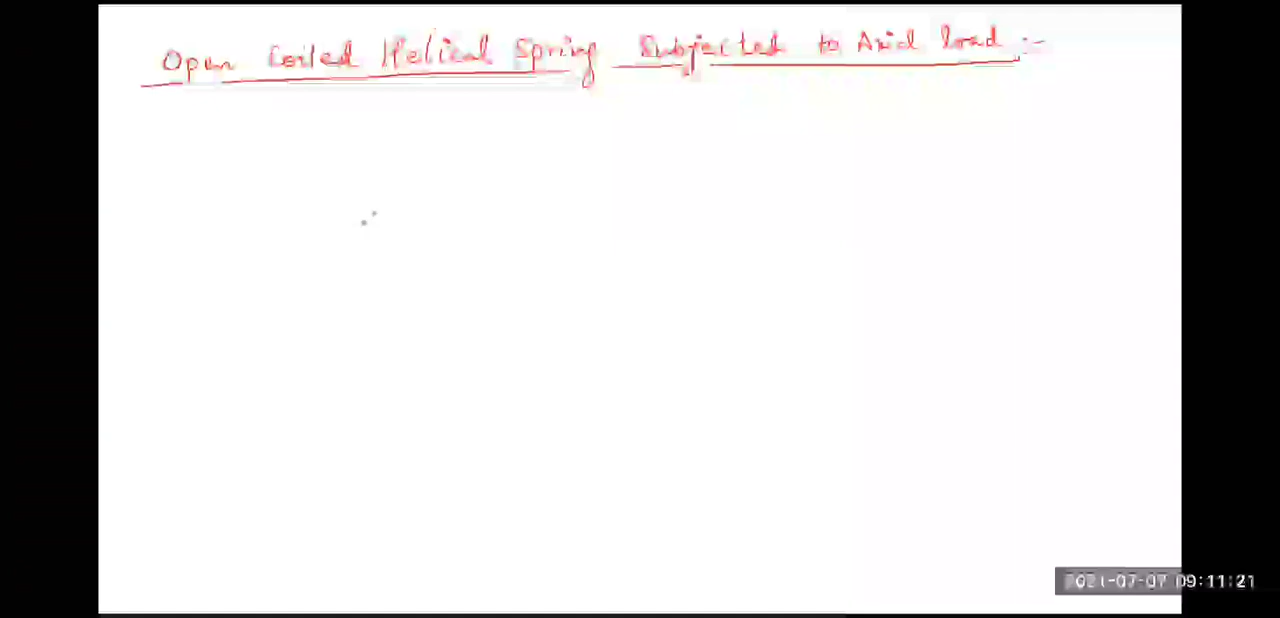 Open Coiled Helical Spring Subjected to Axial load :-
2021-07-07 09:11:21